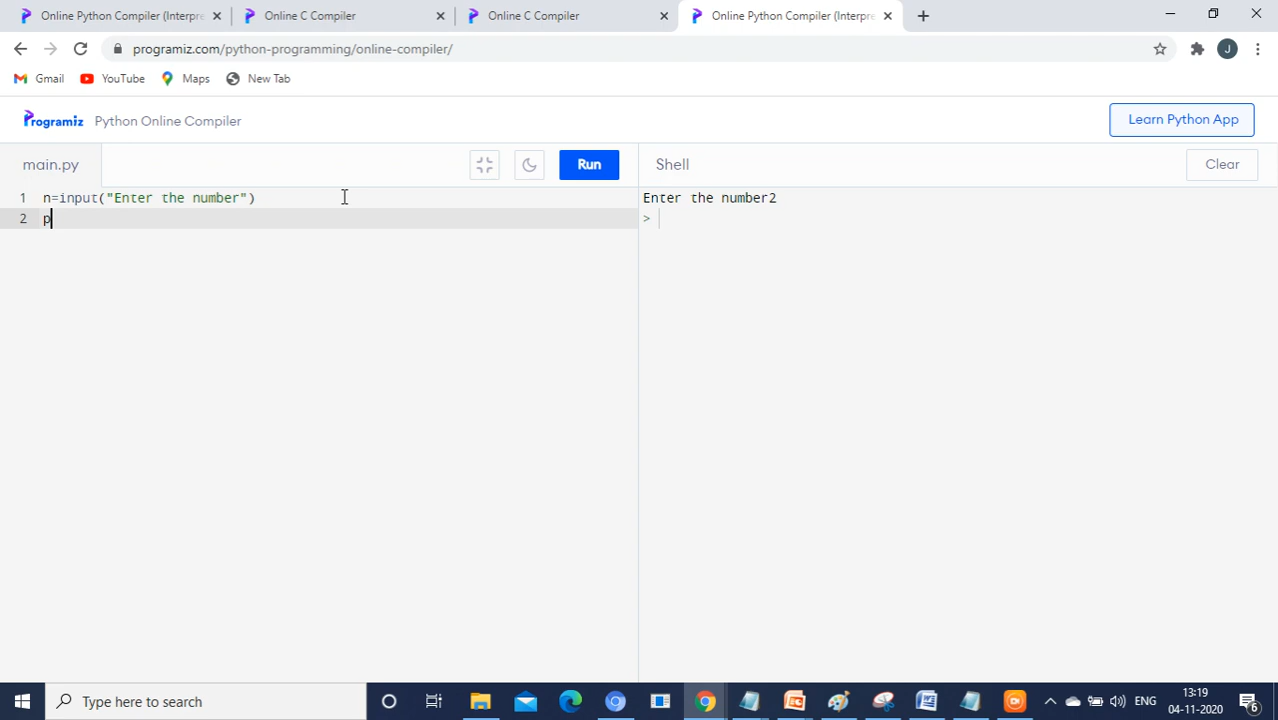 Online Python Compiler (Interpre
Online C Compiler
Online C Compiler
Online Python Compiler (Interpre
programiz.com/python-programming/online-compiler/
J
Gmail
YouTube
Maps
New Tab
Programiz
Python Online Compiler
Learn Python App
main.py
Run
Shell
Clear
1 n=input("Enter the number")
2 p
Enter the number2
>
Type here to search
ENG
13:19
04-11-2020
6